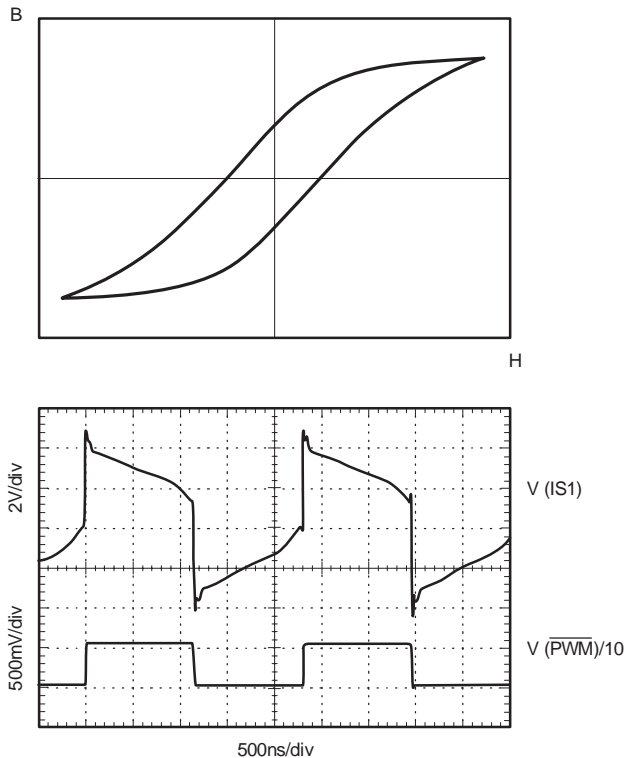 B
H
2V/div
V (IS1)
500mV/div
V (PWM)/10
500ns/div